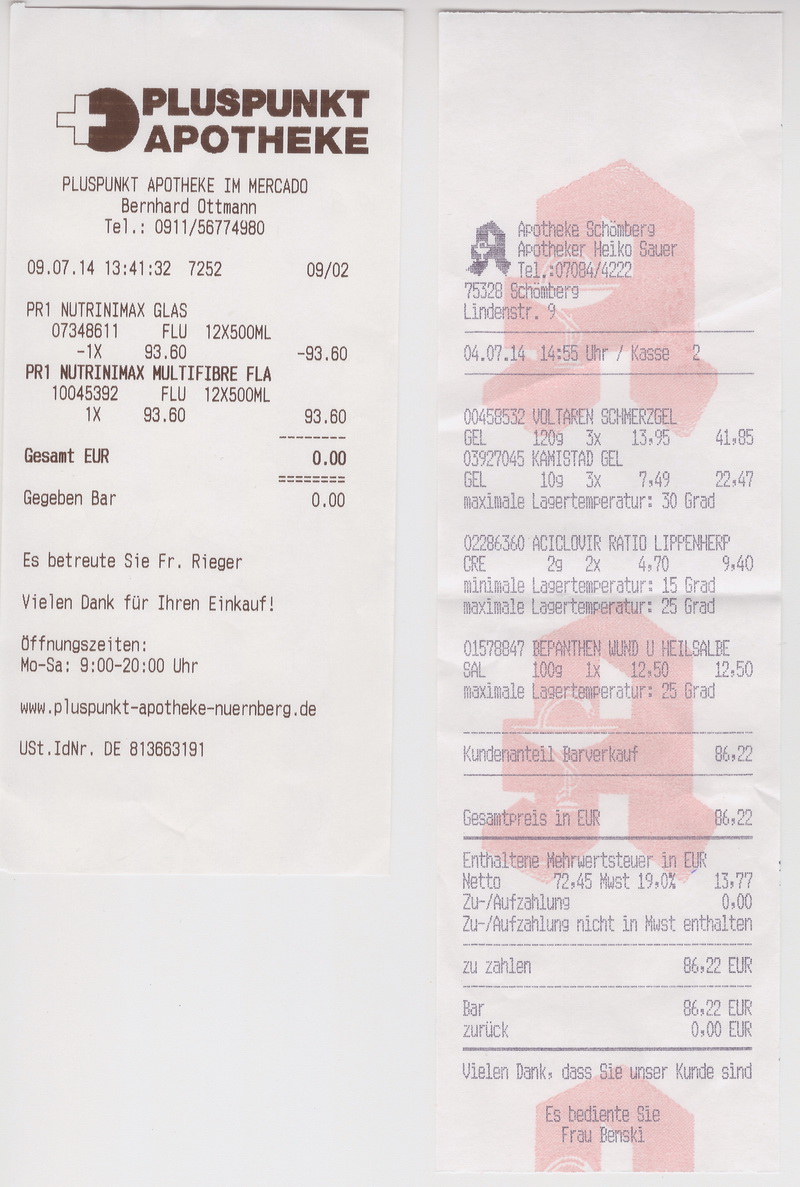 PLUSPUNKT
APOTHEKE
PLUSPUNKT APOTHEKE IM MERCADO
Bernhard Ottmann
Tel.: 0911/56774980
09.07.14 13:41:32 7252 09/02
PR1 NUTRINIMAX GLAS
07348611 FLU 12X500ML
-1X 93.60 -93.60
PR1 NUTRINIMAX MULTIFIBRE FLA
10045392 FLU 12X500ML
1X 93.60 93.60
--------
Gesamt EUR 0.00
========
Gegeben Bar 0.00
Es betreute Sie Fr. Rieger
Vielen Dank für Ihren Einkauf!
Öffnungszeiten:
Mo-Sa: 9:00-20:00 Uhr
www.pluspunkt-apotheke-nuernberg.de
USt.IdNr. DE 813663191
Apotheke Schömberg
Apotheker Heiko Sauer
Tel.:07084/4222
75328 Schömberg
Lindenstr. 9
04.07.14 14:55 Uhr / Kasse 2
00458532 VOLTAREN SCHMERZGEL
GEL 120g 3x 13,95 41,85
03927045 KAMISTAD GEL
GEL 10g 3x 7,49 22,47
maximale Lagertemperatur: 30 Grad
02286360 ACICLOVIR RATIO LIPPENHERP
CRE 2g 2x 4,70 9,40
minimale Lagertemperatur: 15 Grad
maximale Lagertemperatur: 25 Grad
01578847 BEPANTHEN WUND U HEILSALBE
SAL 100g 1x 12,50 12,50
maximale Lagertemperatur: 25 Grad
Kundenanteil Barverkauf 86,22
Gesamtpreis in EUR 86,22
Enthaltene Mehrwertsteuer in EUR
Netto 72,45 Mwst 19,0% 13,77
Zu-/Aufzahlung 0,00
Zu-/Aufzahlung nicht in Mwst enthalten
zu zahlen 86,22 EUR
Bar 86,22 EUR
zurück 0,00 EUR
Vielen Dank, dass Sie unser Kunde sind
Es bediente Sie
Frau Benski